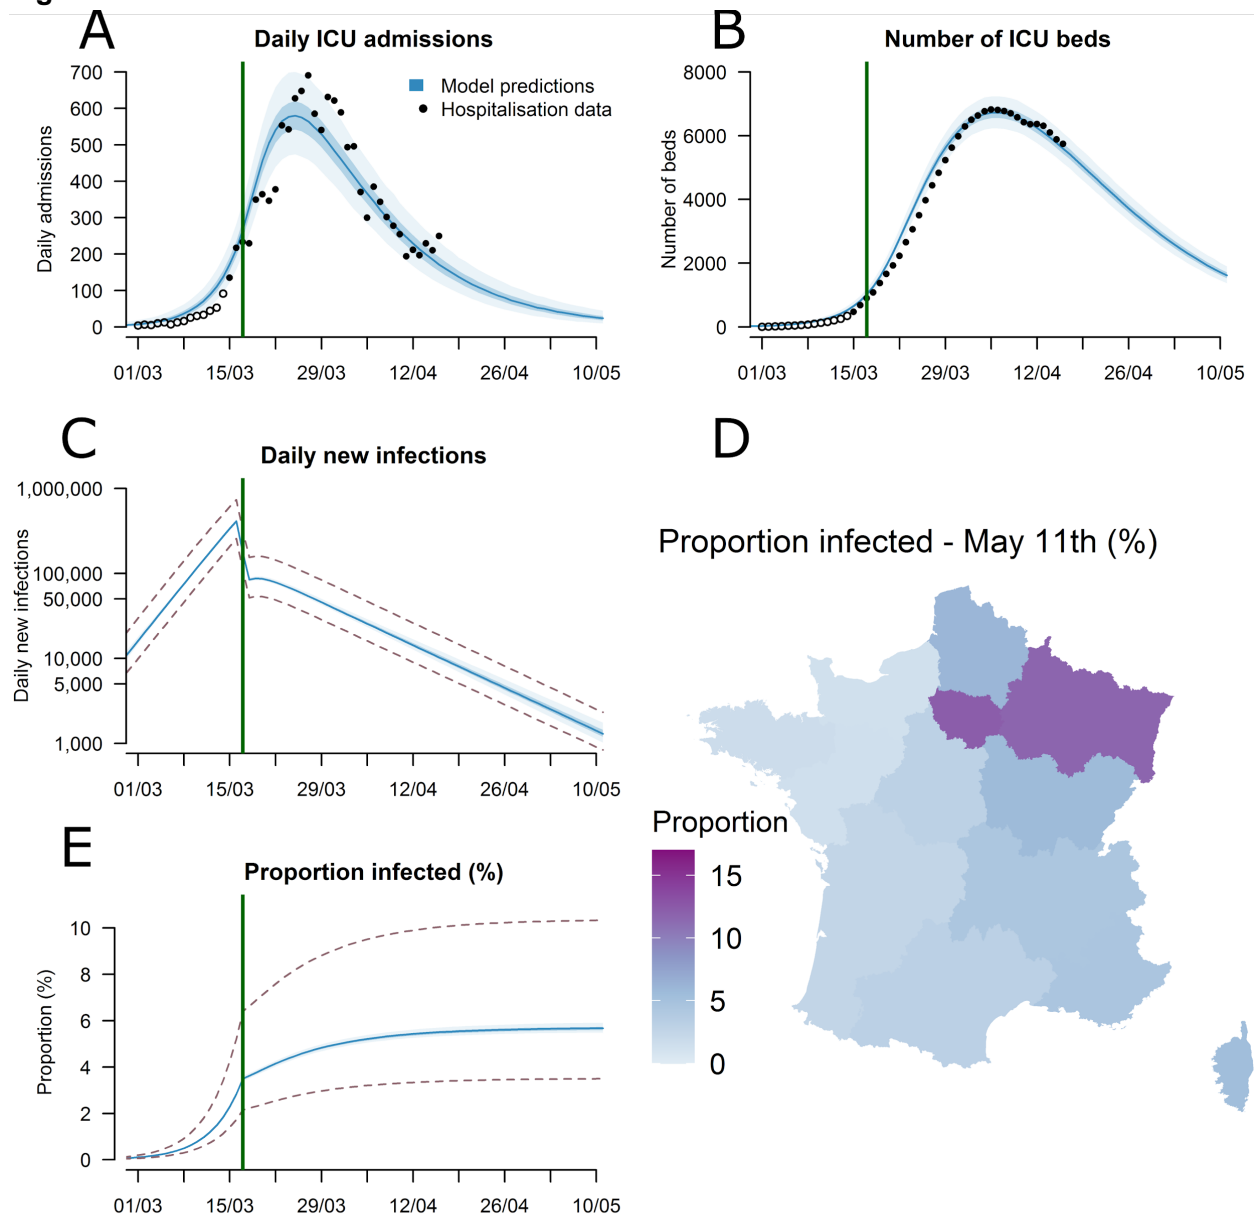 A
Daily ICU admissions
700
600
500
400
300
200
100
0
Daily admissions
Model predictions
Hospitalisation data
01/03 15/03 29/03 12/04 26/04 10/05
B
Number of ICU beds
8000
6000
4000
2000
0
Number of beds
01/03 15/03 29/03 12/04 26/04 10/05
C
Daily new infections
1,000,000
100,000
50,000
10,000
5,000
1,000
Daily new infections
01/03 15/03 29/03 12/04 26/04 10/05
D
Proportion infected - May 11th (%)
Proportion
15
10
5
0
E
Proportion infected (%)
10
8
6
4
2
0
Proportion (%)
01/03 15/03 29/03 12/04 26/04 10/05